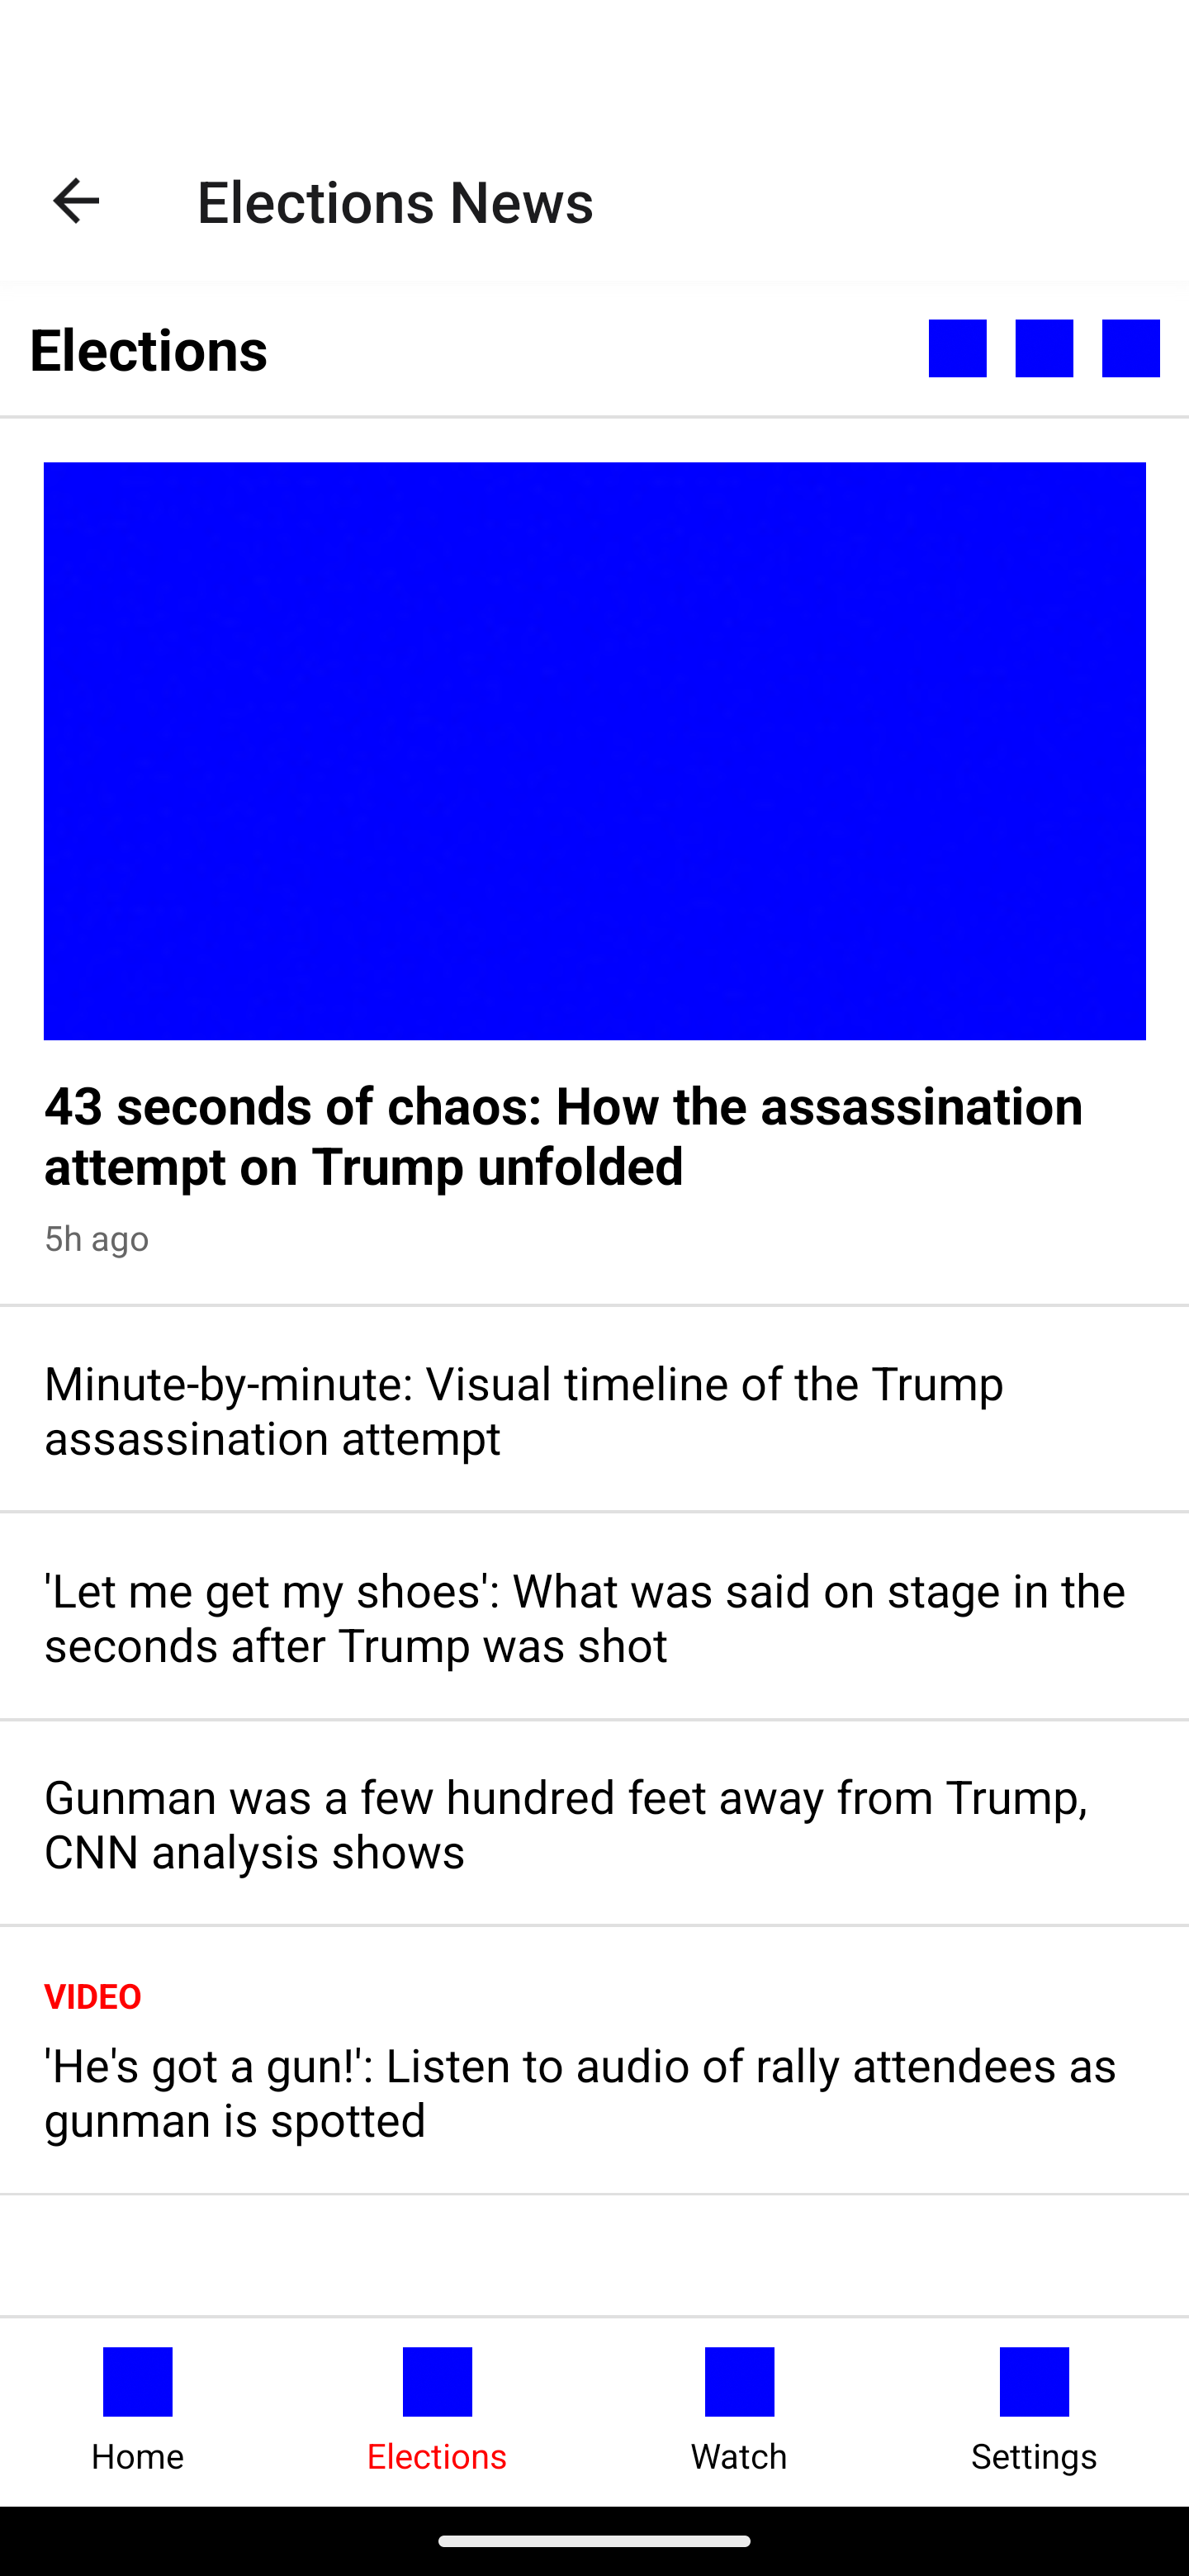 Elections News
Elections
43 seconds of chaos: How the assassination
attempt on Trump unfolded
5h ago
Minute-by-minute: Visual timeline of the Trump
assassination attempt
'Let me get my shoes': What was said on stage in the
seconds after Trump was shot
Gunman was a few hundred feet away from Trump,
CNN analysis shows
VIDEO
'He's got a gun!': Listen to audio of rally attendees as
gunman is spotted
Home
Elections
Watch
Settings